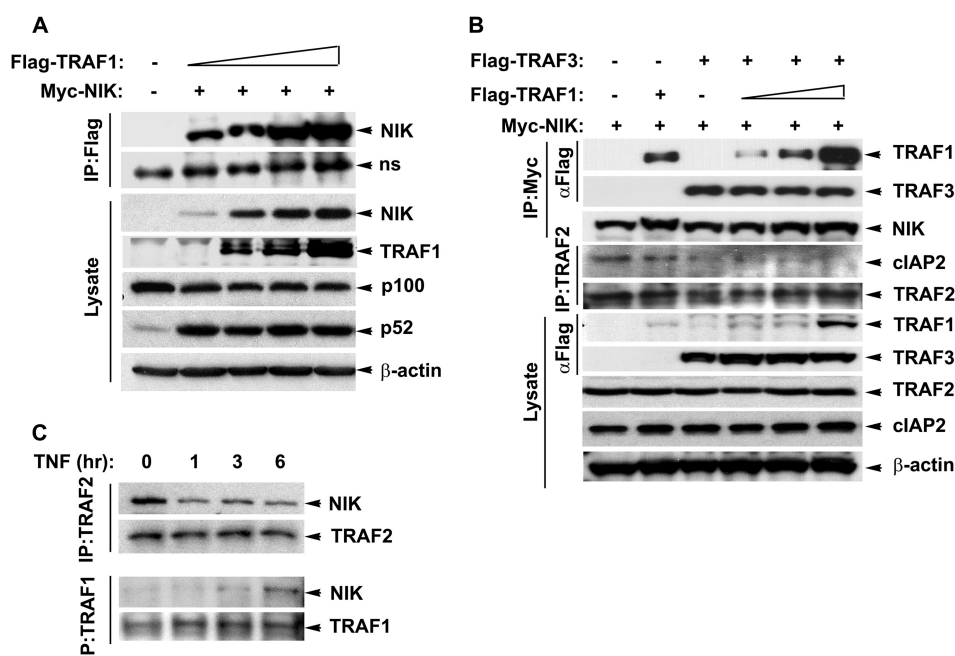 A
Flag-TRAF1: -
Myc-NIK: - + + + +
IP:Flag
NIK
ns
Lysate
NIK
TRAF1
p100
p52
β-actin
B
Flag-TRAF3: - - + + + +
Flag-TRAF1: - + -
Myc-NIK: + + + + + +
IP:Myc
αFlag
TRAF1
TRAF3
NIK
IP:TRAF2
cIAP2
TRAF2
Lysate
αFlag
TRAF1
TRAF3
TRAF2
cIAP2
β-actin
C
TNF (hr): 0 1 3 6
IP:TRAF2
NIK
TRAF2
P:TRAF1
NIK
TRAF1